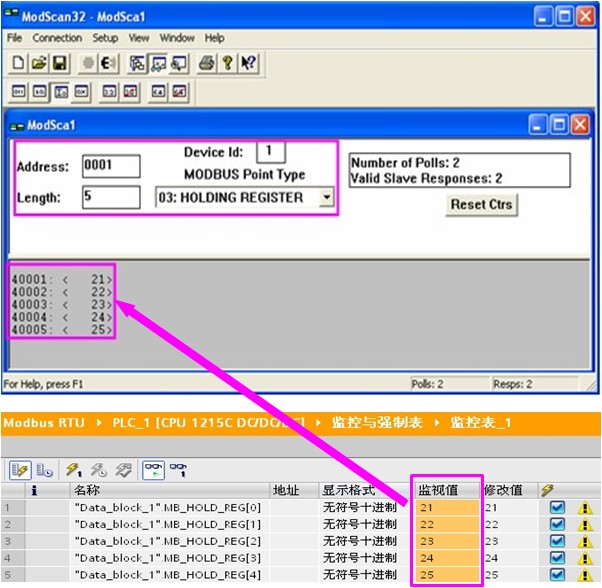 ModScan32 - ModSca1
File Connection Setup View Window Help
ModSca1
Address: 0001
Device Id: 1
MODBUS Point Type
Length: 5
03: HOLDING REGISTER
Number of Polls: 2
Valid Slave Responses: 2
Reset Ctrs
40001: < 21>
40002: < 22>
40003: < 23>
40004: < 24>
40005: < 25>
For Help, press F1
Polls: 2
Resps: 2
Modbus RTU PLC_1 [CPU 1215C DC/DC/DC] 监控与强制表 监控表_1
i 名称 地址 显示格式 监视值 修改值
1 "Data_block_1".MB_HOLD_REG[0] 无符号十进制 21 21
2 "Data_block_1".MB_HOLD_REG[1] 无符号十进制 22 22
3 "Data_block_1".MB_HOLD_REG[2] 无符号十进制 23 23
4 "Data_block_1".MB_HOLD_REG[3] 无符号十进制 24 24
5 "Data_block_1".MB_HOLD_REG[4] 无符号十进制 25 25